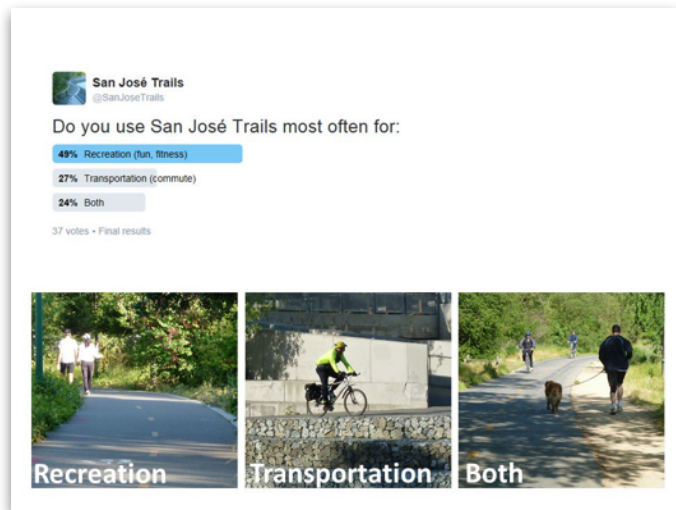 San José Trails
@SanJoseTrails
Do you use San José Trails most often for:
49% Recreation (fun, fitness)
27% Transportation (commute)
24% Both
37 votes • Final results
Recreation
Transportation
Both